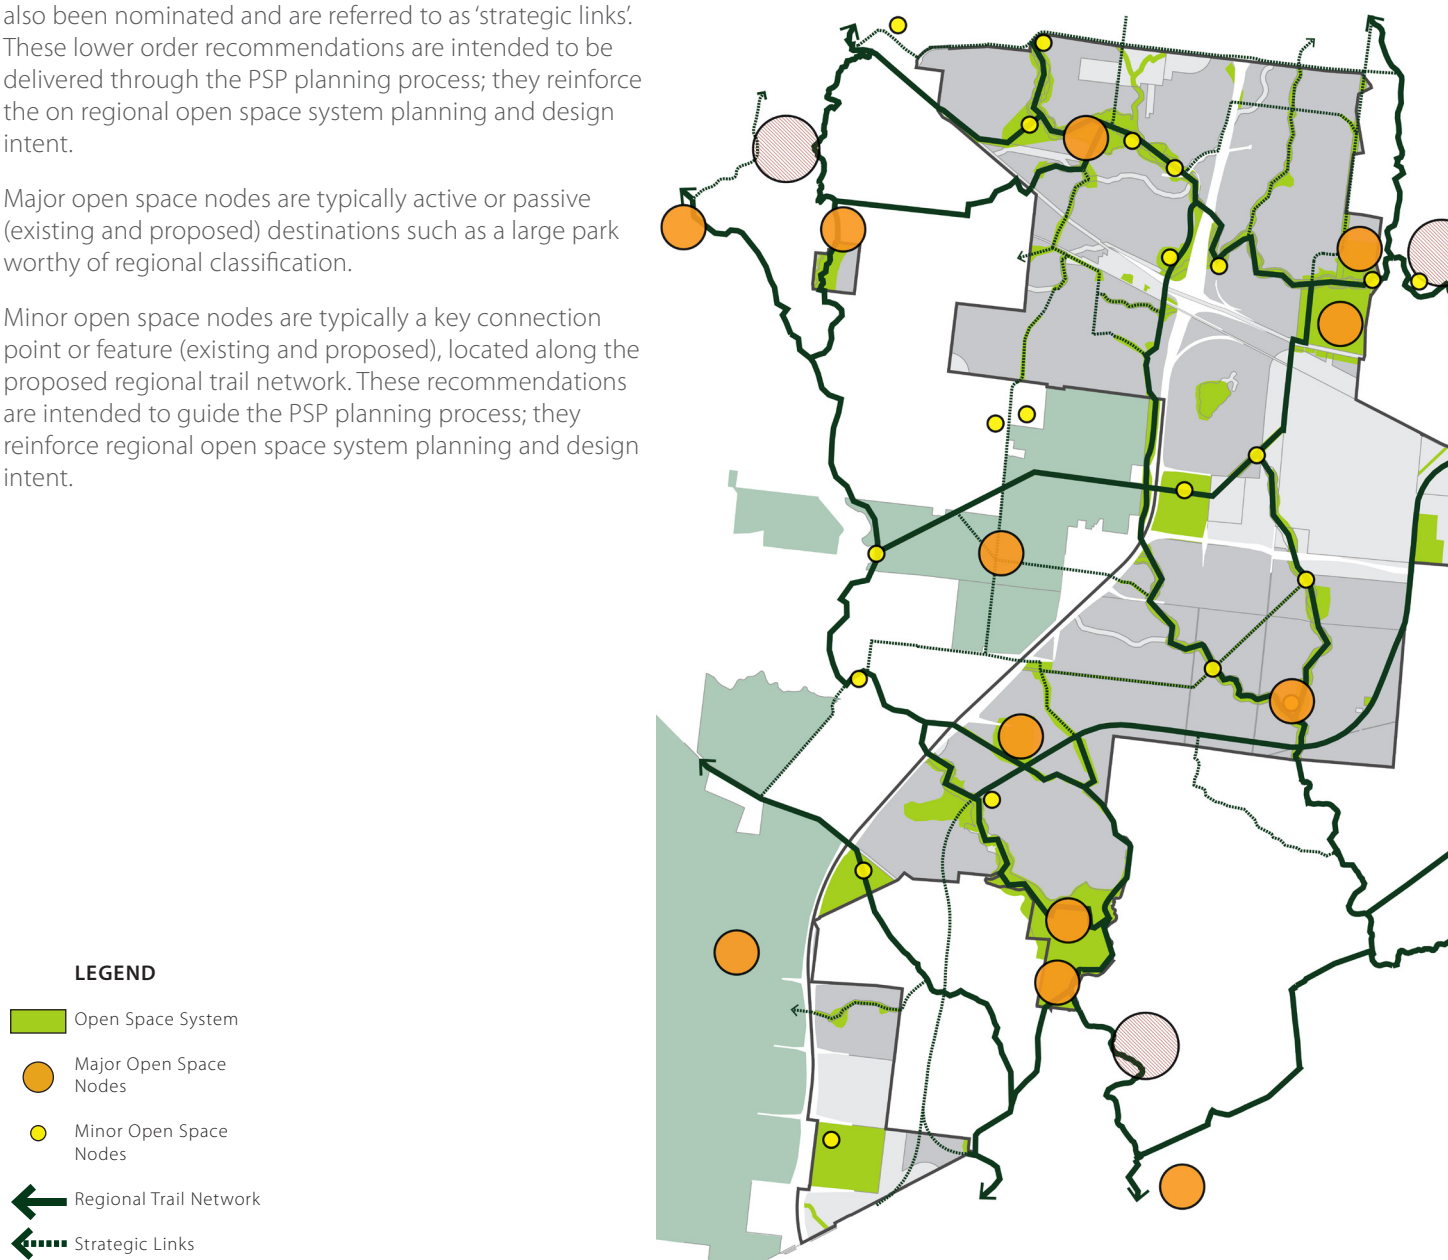 also been nominated and are referred to as ‘strategic links’.
These lower order recommendations are intended to be
delivered through the PSP planning process; they reinforce
the on regional open space system planning and design
intent.
Major open space nodes are typically active or passive
(existing and proposed) destinations such as a large park
worthy of regional classification.
Minor open space nodes are typically a key connection
point or feature (existing and proposed), located along the
proposed regional trail network. These recommendations
are intended to guide the PSP planning process; they
reinforce regional open space system planning and design
intent.
LEGEND
Open Space System
Major Open Space
Nodes
Minor Open Space
Nodes
Regional Trail Network
Strategic Links